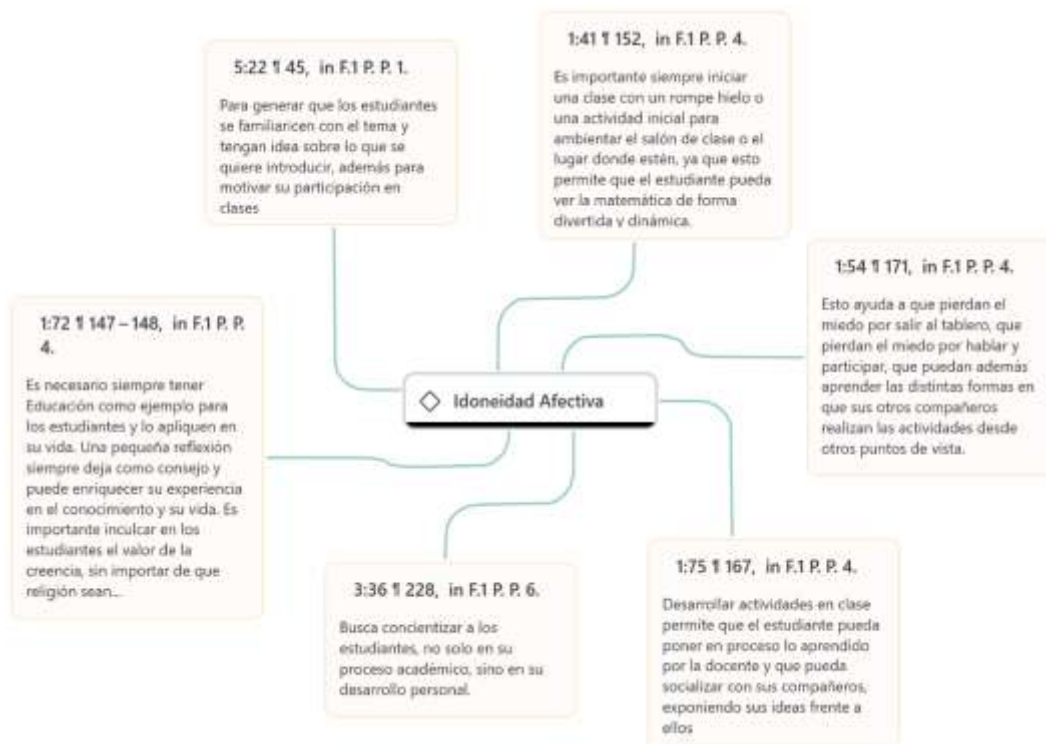 5:22 ¶ 45, in F.1 P. P. 1.
Para generar que los estudiantes
se familiaricen con el tema y
tengan idea sobre lo que se
quiere introducir, además para
motivar su participación en
clases
1:41 ¶ 152, in F.1 P. P. 4.
Es importante siempre iniciar
una clase con un rompe hielo o
una actividad inicial para
ambientar el salón de clase o el
lugar donde estén, ya que esto
permite que el estudiante pueda
ver la matemática de forma
divertida y dinámica.
1:54 ¶ 171, in F.1 P. P. 4.
Esto ayuda a que pierdan el
miedo por salir al tablero, que
pierdan el miedo por hablar y
participar, que puedan además
aprender las distintas formas en
que sus otros compañeros
realizan las actividades desde
otros puntos de vista.
1:72 ¶ 147 – 148, in F.1 P. P.
4.
Es necesario siempre tener
Educación como ejemplo para
los estudiantes y lo apliquen en
su vida. Una pequeña reflexión
siempre deja como consejo y
puede enriquecer su experiencia
en el conocimiento y su vida. Es
importante inculcar en los
estudiantes el valor de la
creencia, sin importar de que
religión sean...
Idoneidad Afectiva
3:36 ¶ 228, in F.1 P. P. 6.
Busca concientizar a los
estudiantes, no solo en su
proceso académico, sino en su
desarrollo personal.
1:75 ¶ 167, in F.1 P. P. 4.
Desarrollar actividades en clase
permite que el estudiante pueda
poner en proceso lo aprendido
por la docente y que pueda
socializar con sus compañeros,
exponiendo sus ideas frente a
ellos